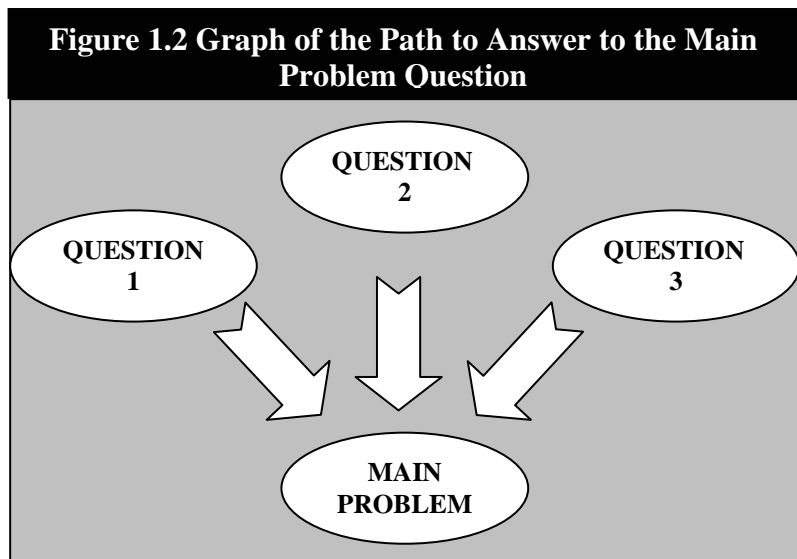 Figure 1.2 Graph of the Path to Answer to the Main
Problem Question
QUESTION
2
QUESTION
1
QUESTION
3
MAIN
PROBLEM